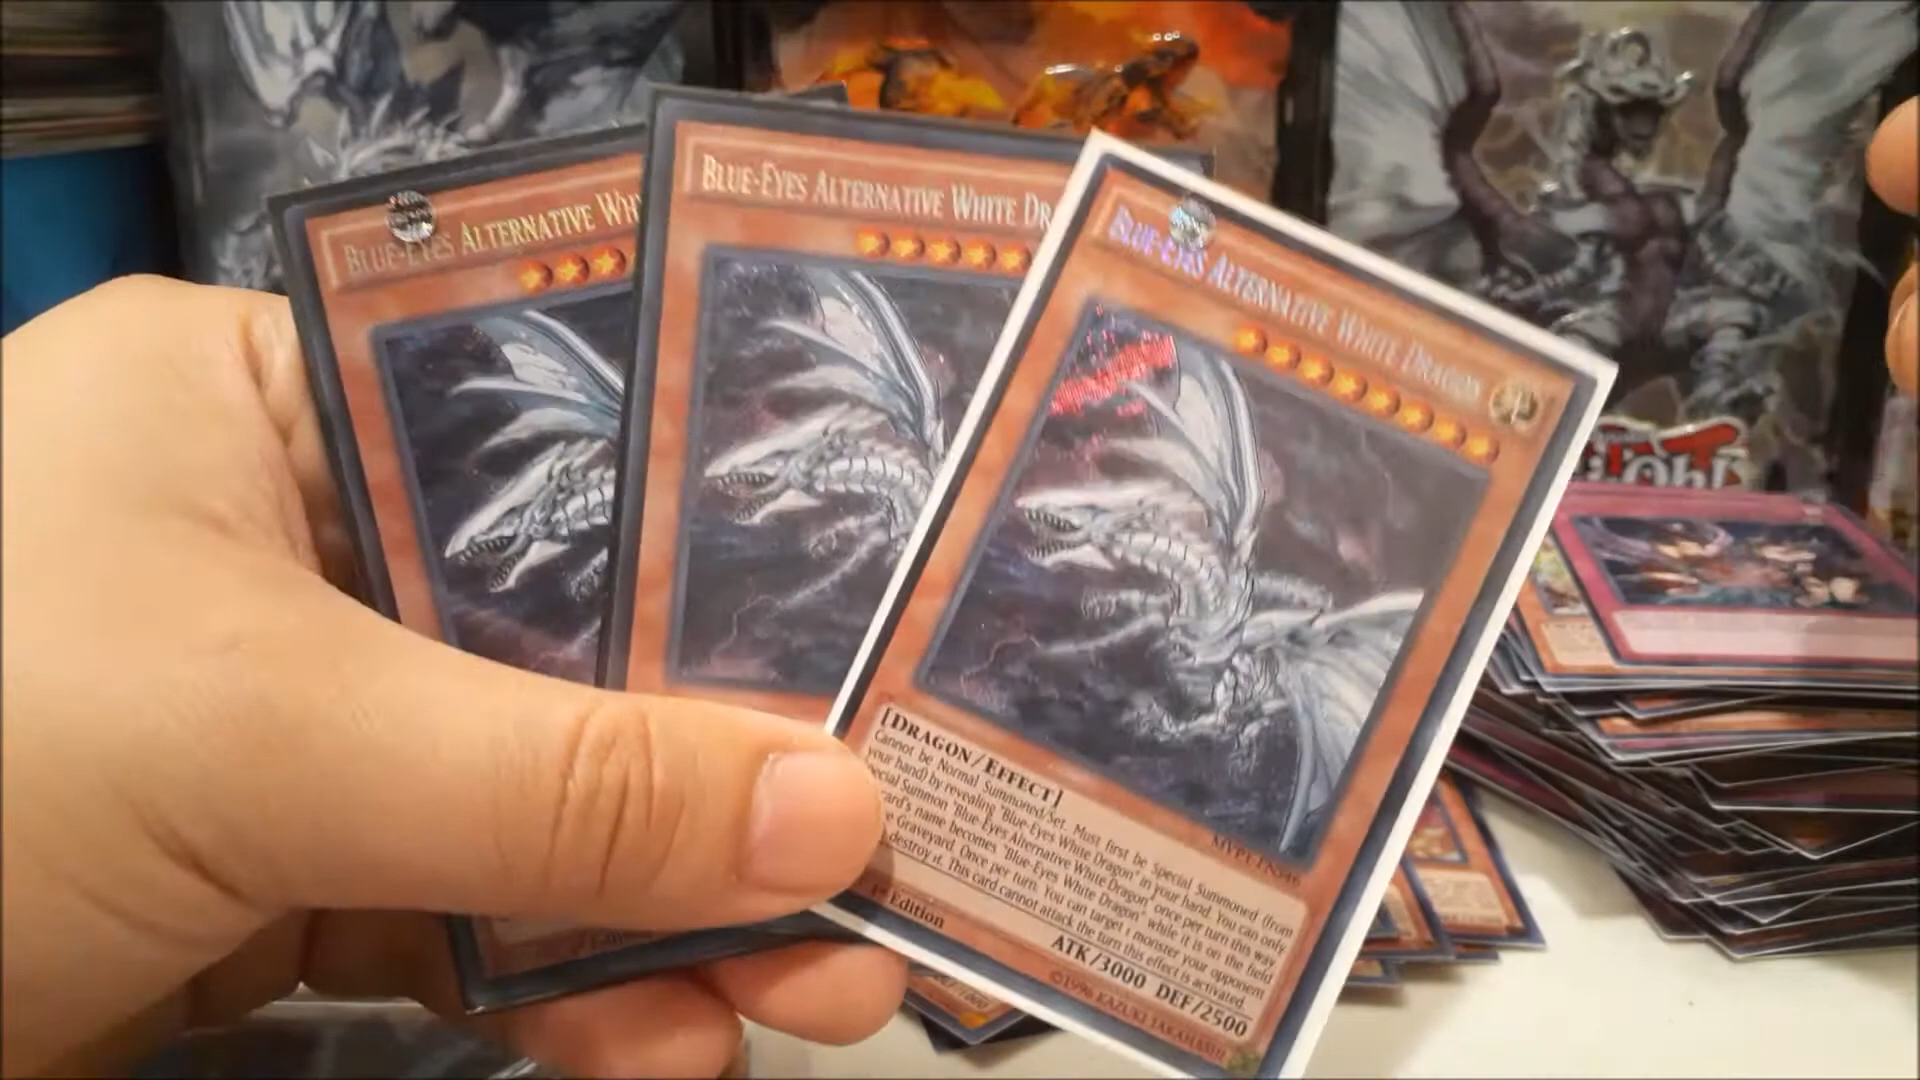 BLUE-EYES ALTERNATIVE WH
BLUE-EYES ALTERNATIVE WHITE DR
BLUE-EYES ALTERNATIVE WHITE DRAGON
MVP1-EN046
[DRAGON/EFFECT]
Cannot be Normal Summoned/Set. Must first be Special Summoned (from
your hand) by revealing "Blue-Eyes White Dragon" in your hand. You can only
pecial Summon "Blue-Eyes Alternative White Dragon" once per turn this way.
card's name becomes "Blue-Eyes White Dragon" while it is on the field
e Graveyard. Once per turn: You can target 1 monster your opponent
destroy it. This card cannot attack the turn this effect is activated.
ATK/3000 DEF/2500
1st Edition
©1996 KAZUKI TAKAHASHI